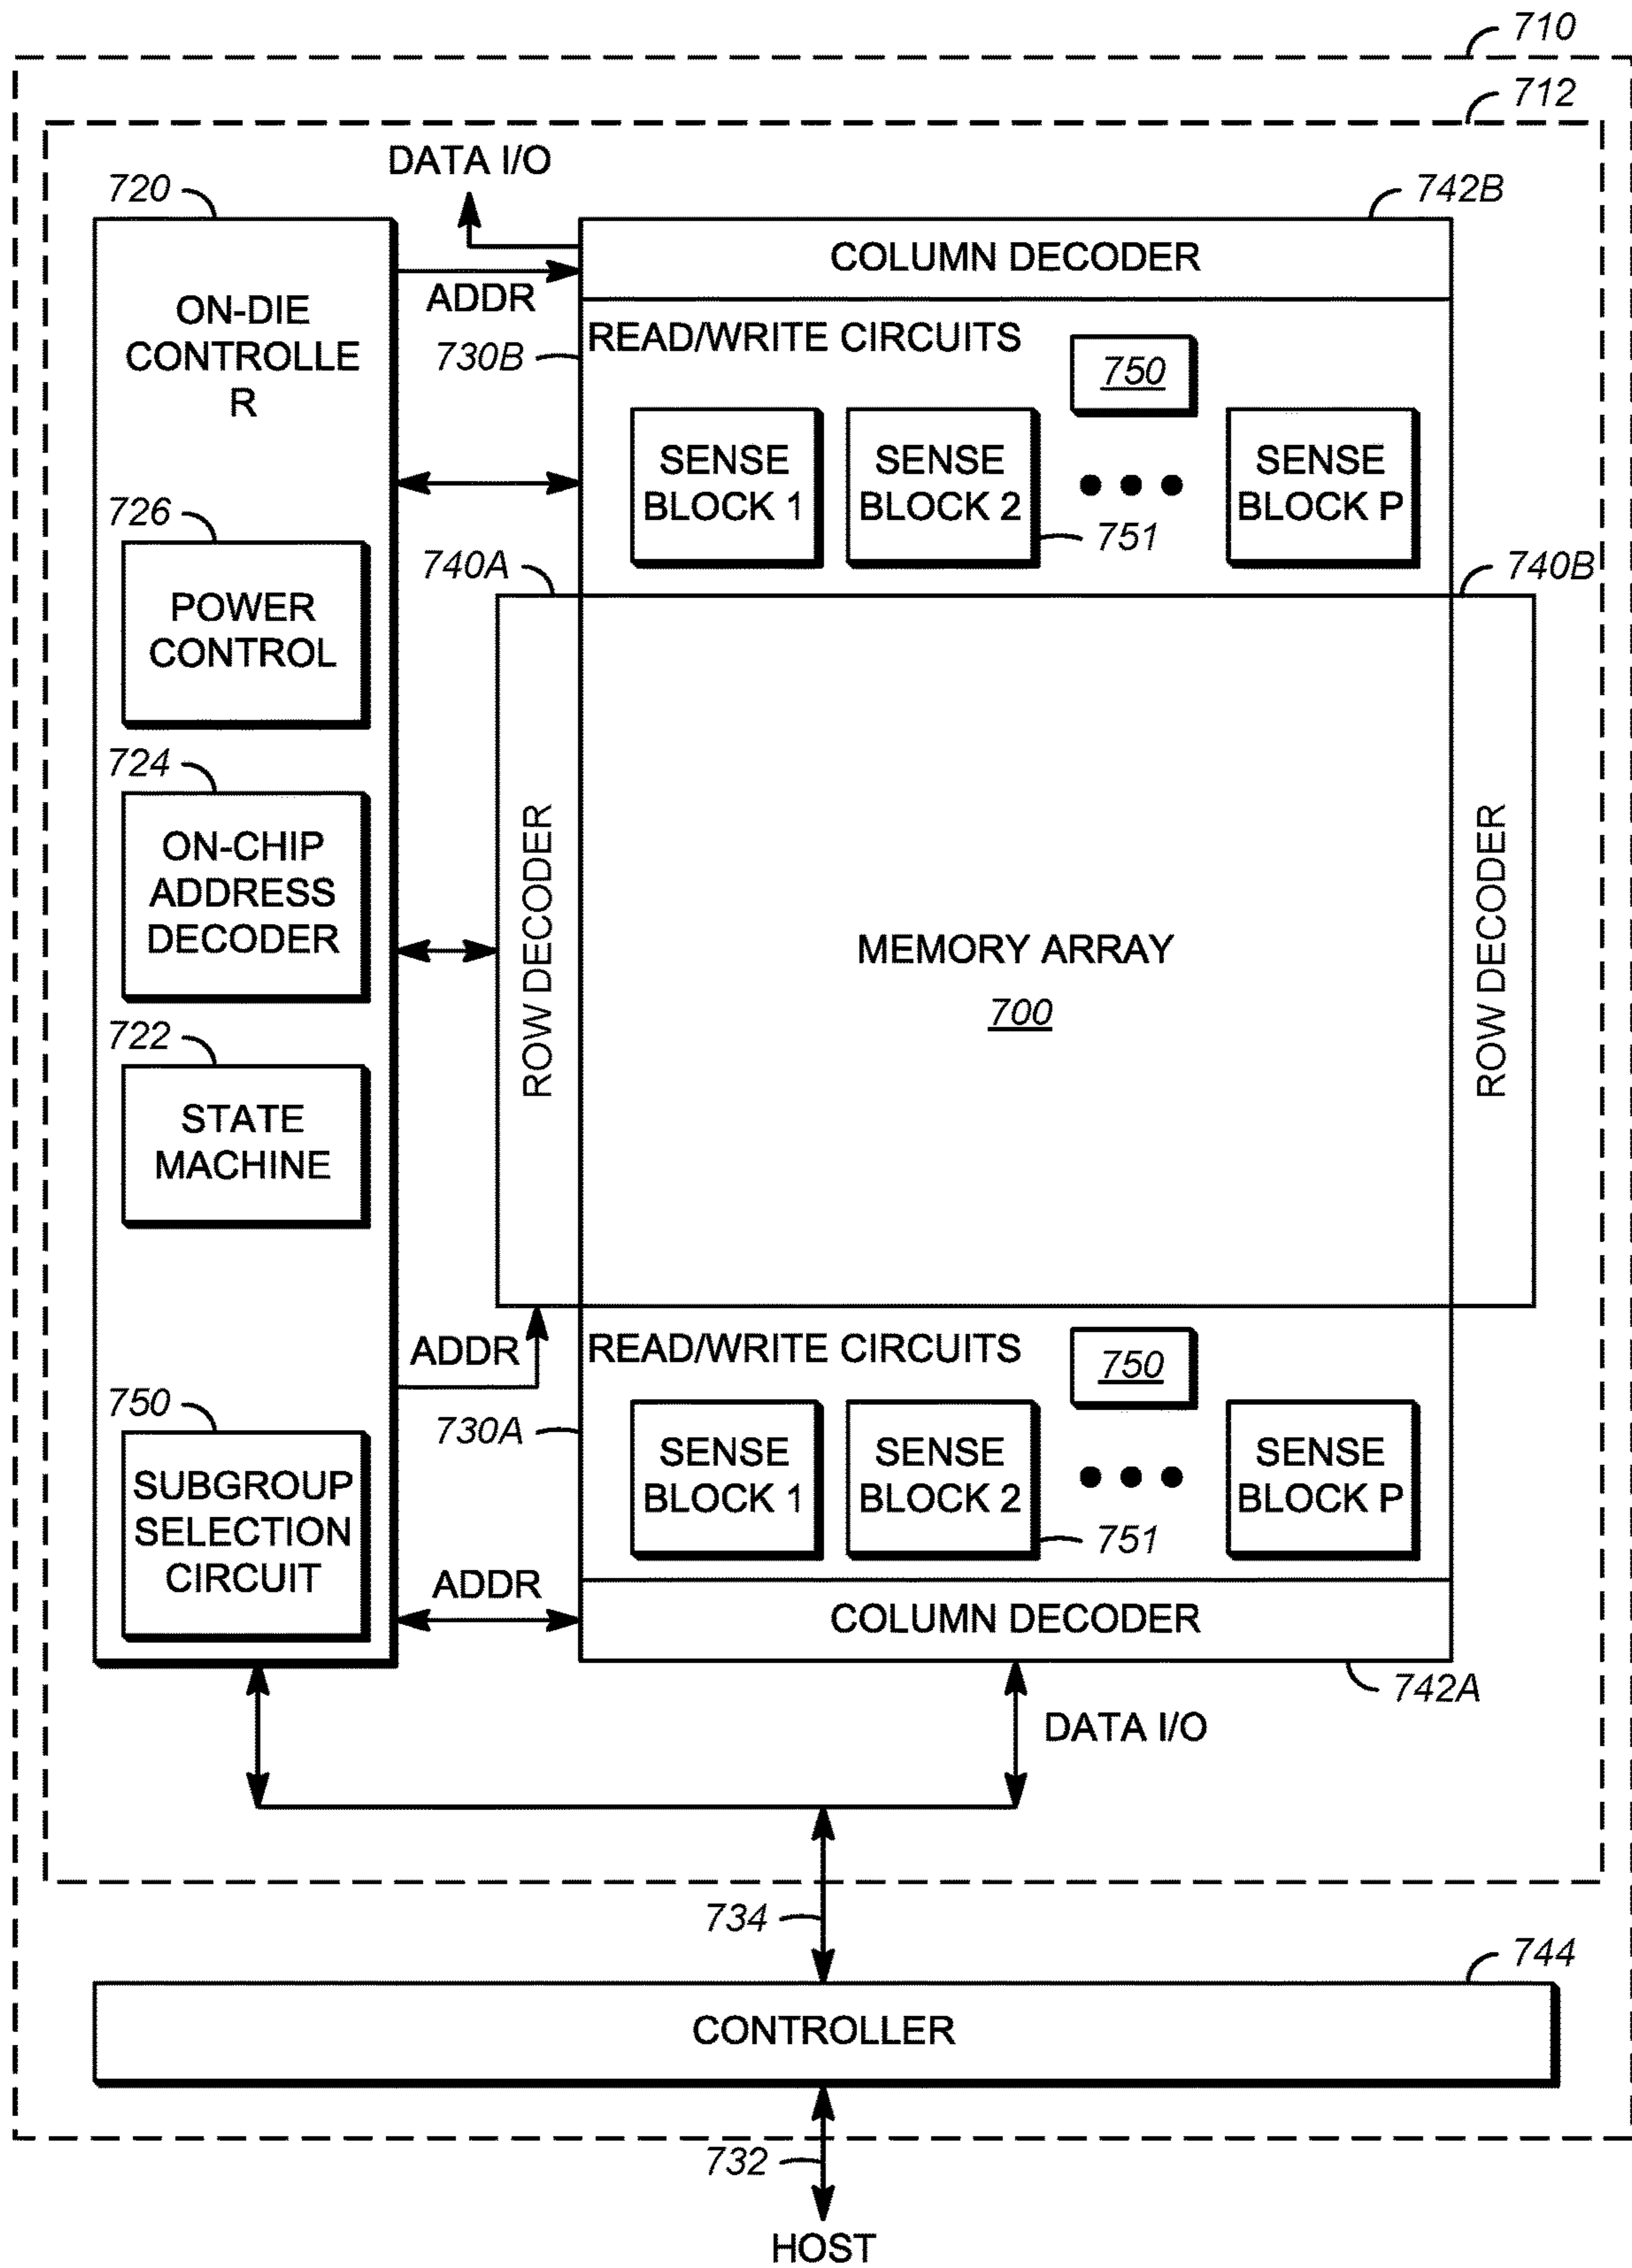 710
712
DATA I/O
720
742B
COLUMN DECODER
ADDR
ON-DIE
CONTROLLE
R
READ/WRITE CIRCUITS
730B
750
SENSE
BLOCK 1
SENSE
BLOCK 2
SENSE
BLOCK P
751
726
740A
740B
POWER
CONTROL
724
ON-CHIP
ADDRESS
DECODER
ROW DECODER
MEMORY ARRAY
700
ROW DECODER
722
STATE
MACHINE
ADDR
READ/WRITE CIRCUITS
750
750
730A
SENSE
BLOCK 1
SENSE
BLOCK 2
SENSE
BLOCK P
751
SUBGROUP
SELECTION
CIRCUIT
ADDR
COLUMN DECODER
742A
DATA I/O
734
744
CONTROLLER
732
HOST